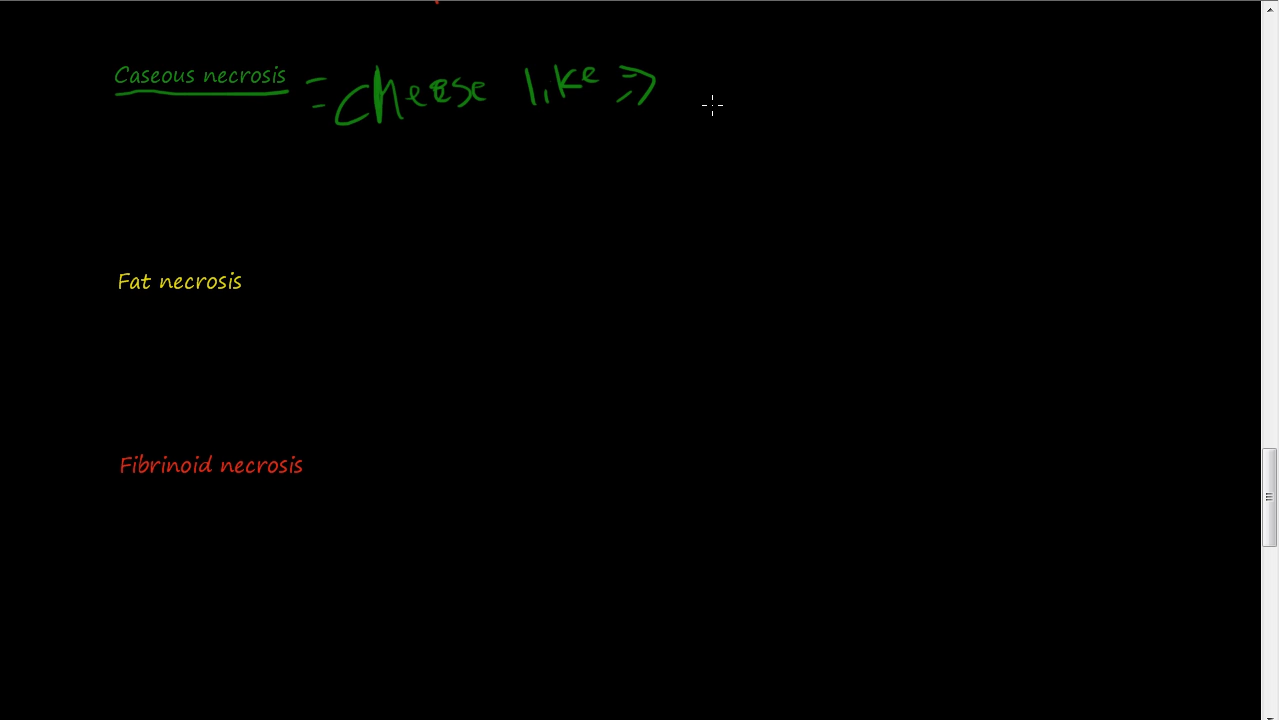 Caseous necrosis = cheese like ⇒
Fat necrosis
Fibrinoid necrosis